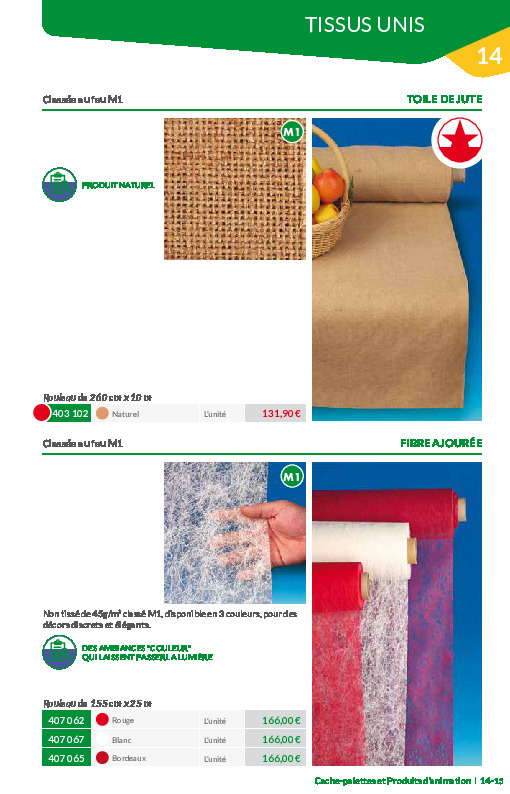 TISSUS UNIS
14
Classée au feu M1
TOILE DE JUTE
M1
PRODUIT NATUREL
Rouleau de 260 cm x 10 m
403 102 Naturel L'unité 131,90 €
Classée au feu M1
FIBRE AJOURÉE
M1
Non tissé de 45g/m² classé M1, disponible en 3 couleurs, pour des
décors discrets et élégants.
DES AMBIANCES "COULEUR"
QUI LAISSENT PASSER LA LUMIÈRE
Rouleau de 155 cm x 25 m
407 062 Rouge L'unité 166,00 €
407 067 Blanc L'unité 166,00 €
407 065 Bordeaux L'unité 166,00 €
Cache-palettes et Produits d'animation | 14-15